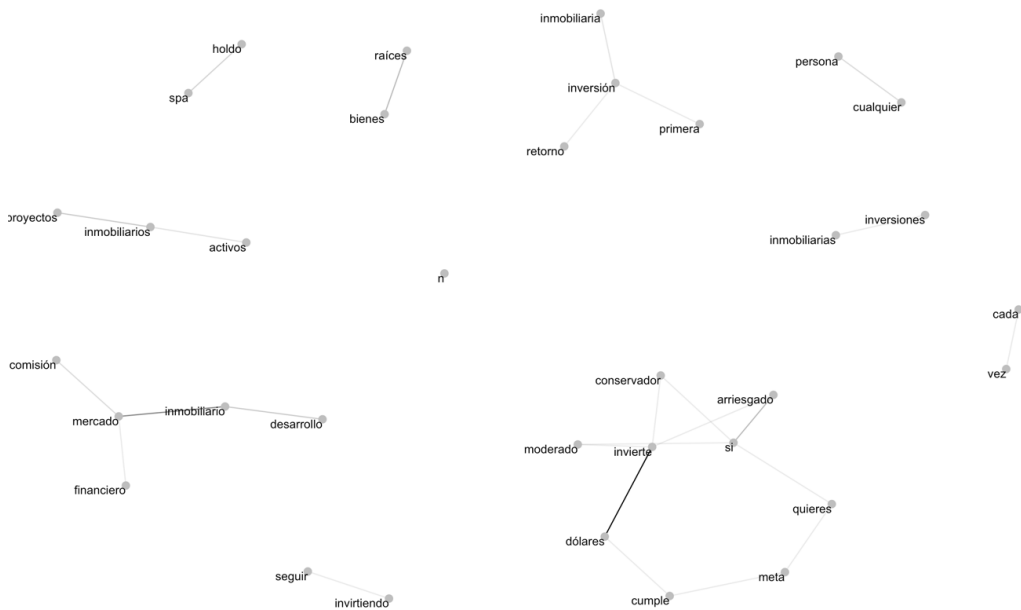 inmobiliaria
holdo
raíces
persona
inversión
spa
cualquier
bienes
primera
retorno
proyectos
inmobiliarios
activos
inversiones
inmobiliarias
n
cada
comisión
vez
conservador
arriesgado
mercado
inmobiliario
desarrollo
moderado
invierte
si
financiero
quieres
dólares
seguir
meta
invirtiendo
cumple